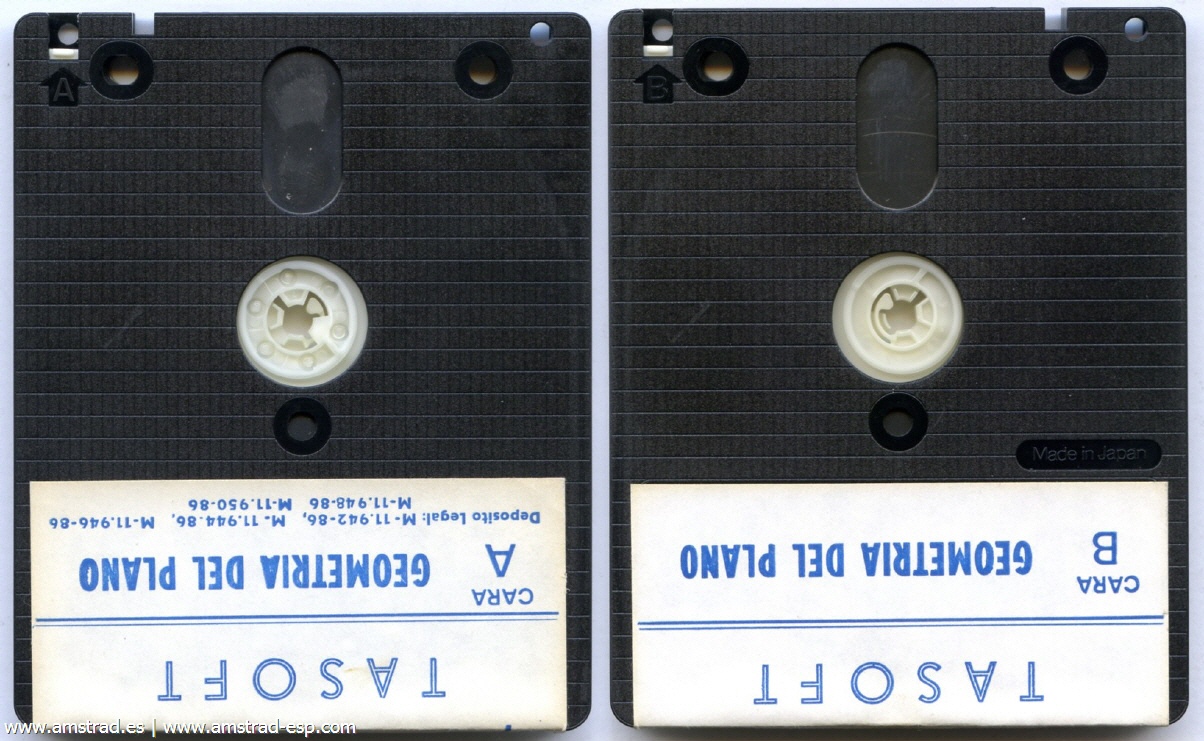 A
TASOFT
CARA
A GEOMETRIA DEL PLANO
Deposito Legal: M - 11.942-86, M - 11.944-86, M - 11.946-86
M-11.948-86 M-11.950-86
B
Made in Japan
TASOFT
CARA
B GEOMETRIA DEL PLANO
www.amstrad.es | www.amstrad-esp.com